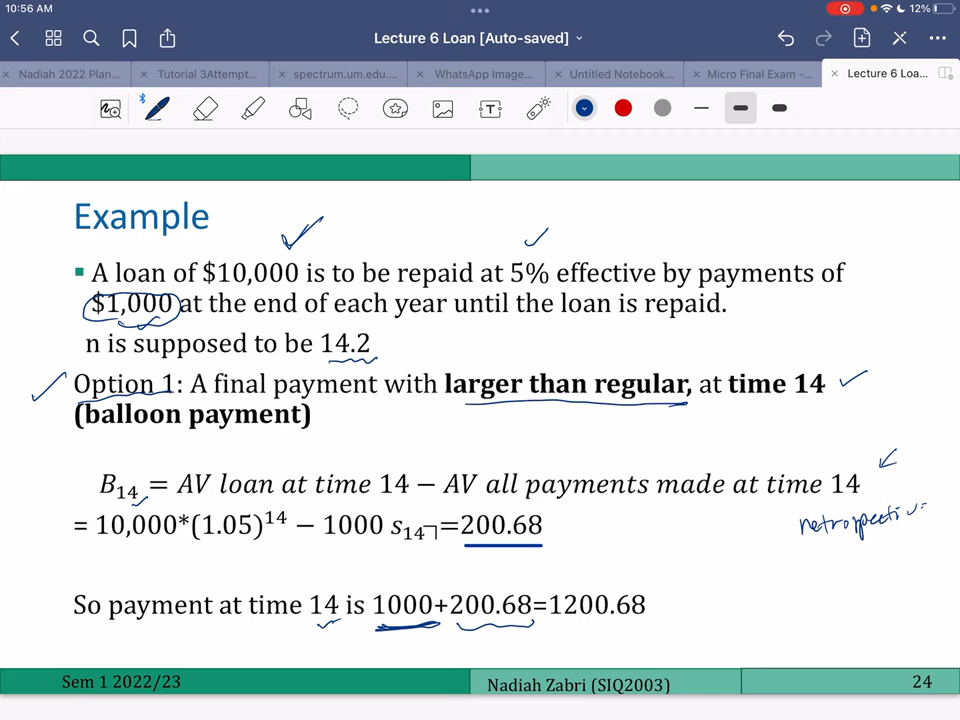 10:56 AM
12%
Lecture 6 Loan [Auto-saved]
Nadiah 2022 Plan...
Tutorial 3Attempt...
spectrum.um.edu....
WhatsApp Image...
Untitled Notebook...
Micro Final Exam -...
Lecture 6 Loa...
Example
▪ A loan of $10,000 is to be repaid at 5% effective by payments of
$1,000 at the end of each year until the loan is repaid.
n is supposed to be 14.2
Option 1: A final payment with larger than regular, at time 14
(balloon payment)
B₁₄ = AV loan at time 14 − AV all payments made at time 14
= 10,000*(1.05)¹⁴ − 1000 s₁₄¬=200.68
So payment at time 14 is 1000+200.68=1200.68
Sem 1 2022/23
Nadiah Zabri (SIQ2003)
24